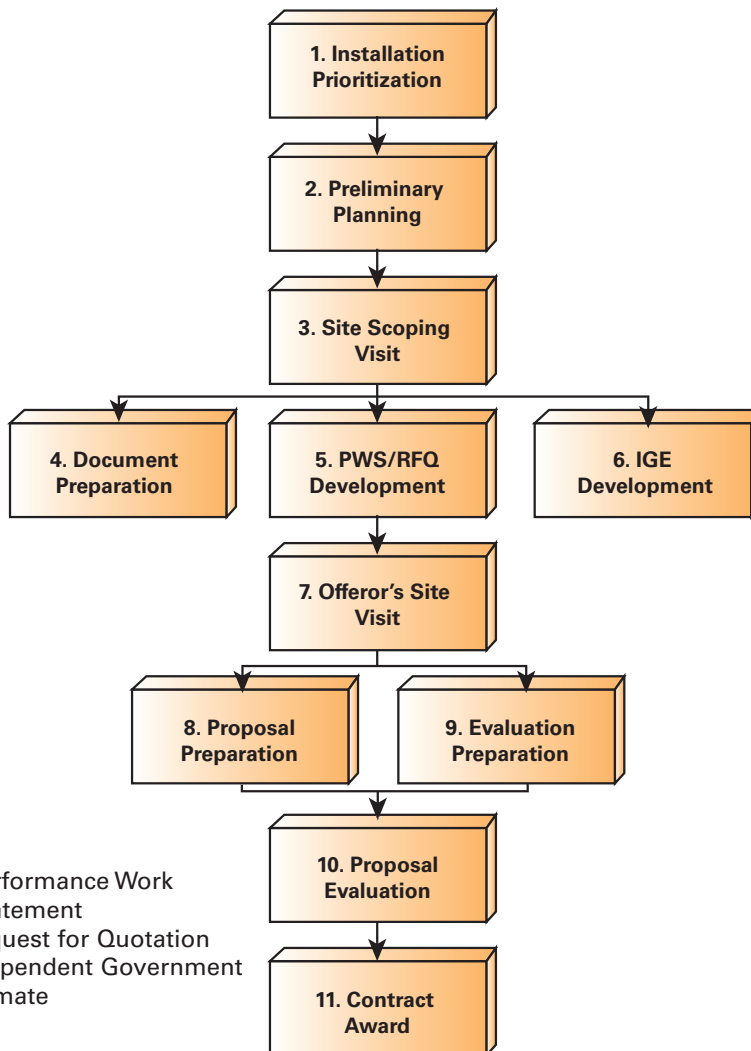 1. Installation
Prioritization
2. Preliminary
Planning
3. Site Scoping
Visit
4. Document
Preparation
5. PWS/RFQ
Development
6. IGE
Development
7. Offeror's Site
Visit
8. Proposal
Preparation
9. Evaluation
Preparation
10. Proposal
Evaluation
11. Contract
Award
rformance Work
atement
quest for Quotation
ependent Government
mate